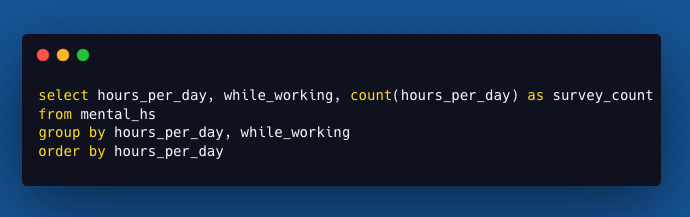 select hours_per_day, while_working, count(hours_per_day) as survey_count
from mental_hs
group by hours_per_day, while_working
order by hours_per_day